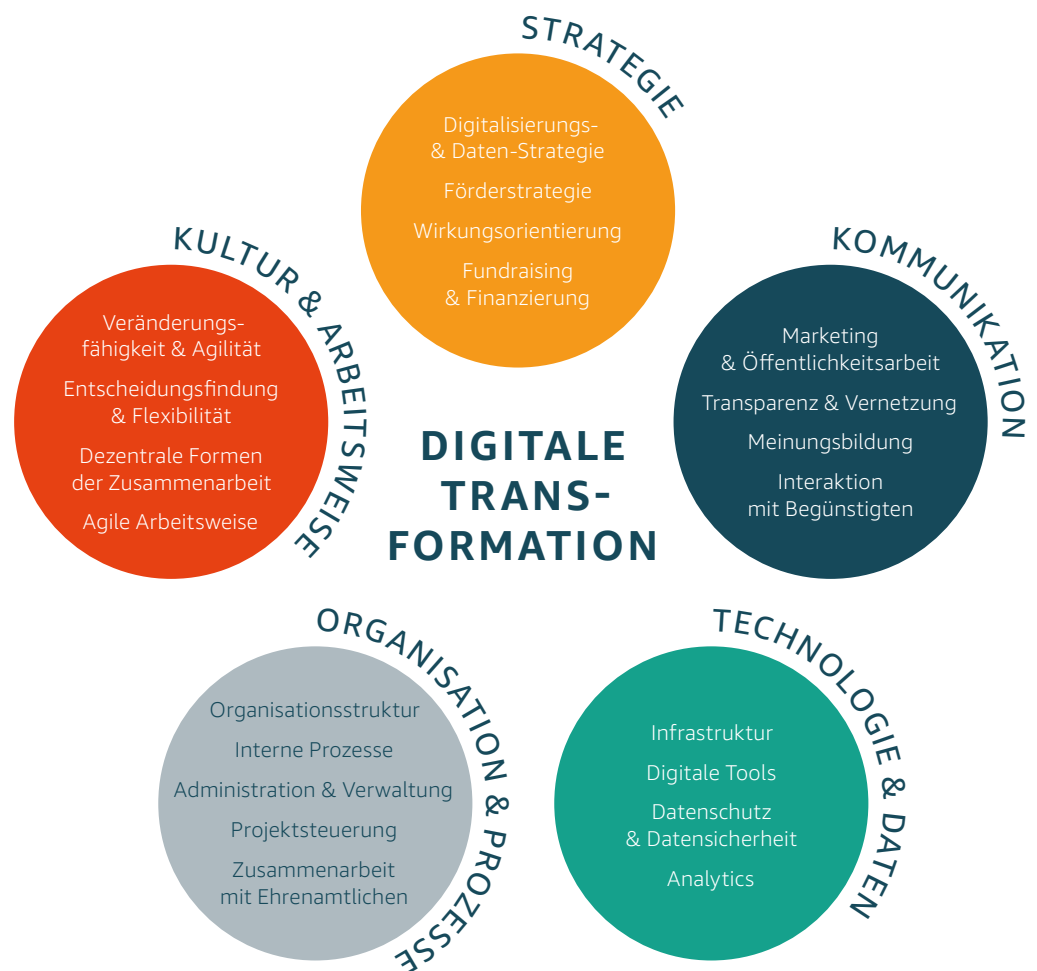 STRATEGIE
Digitalisierungs-
& Daten-Strategie
Förderstrategie
Wirkungsorientierung
Fundraising
& Finanzierung
KULTUR & ARBEITSWEISE
Veränderungs-
fähigkeit & Agilität
Entscheidungsfindung
& Flexibilität
Dezentrale Formen
der Zusammenarbeit
Agile Arbeitsweise
DIGITALE
TRANS-
FORMATION
KOMMUNIKATION
Marketing
& Öffentlichkeitsarbeit
Transparenz & Vernetzung
Meinungsbildung
Interaktion
mit Begünstigten
ORGANISATION & PROZESSE
Organisationsstruktur
Interne Prozesse
Administration & Verwaltung
Projektsteuerung
Zusammenarbeit
mit Ehrenamtlichen
TECHNOLOGIE & DATEN
Infrastruktur
Digitale Tools
Datenschutz
& Datensicherheit
Analytics